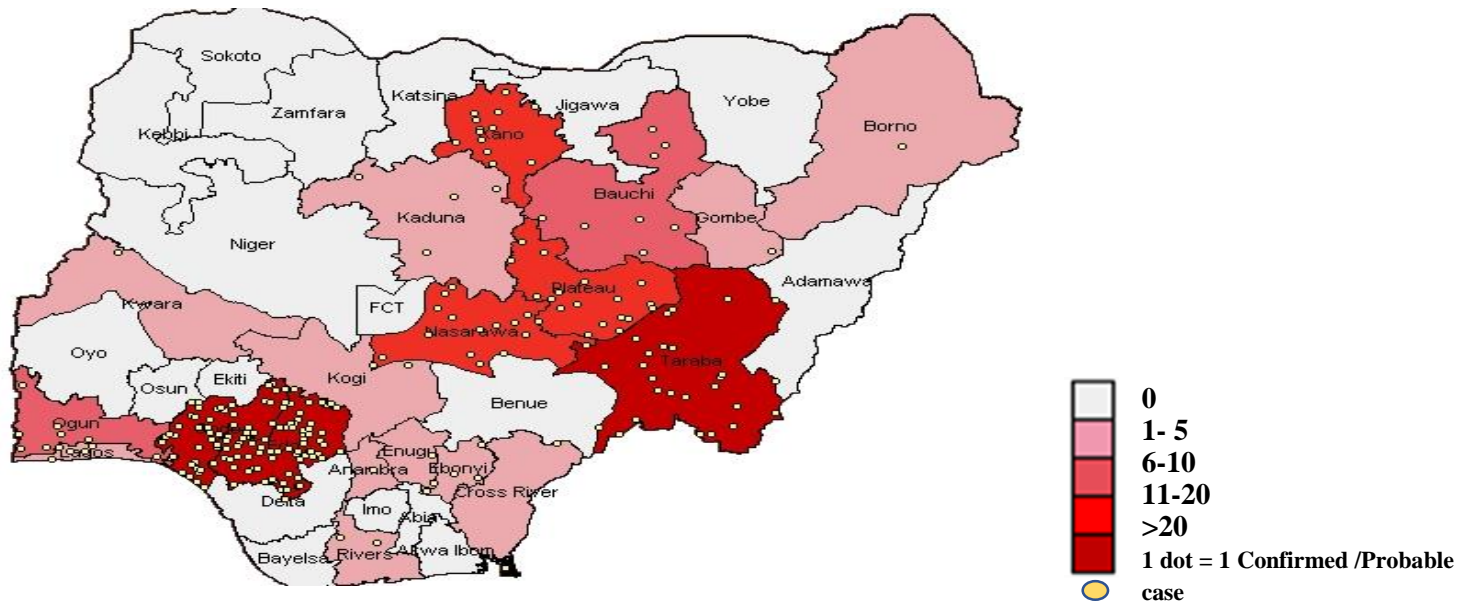 Sokoto
Katsina
Jigawa
Yobe
Zamfara
Borno
Kebbi
Kano
Bauchi
Kaduna
Gombe
Niger
Adamawa
Plateau
Kwara
FCT
Nasarawa
Oyo
Taraba
Kogi
Ekiti
Osun
Benue
Ogun
Lagos
Enugu
Anambra
Ebonyi
Cross River
Delta
Imo
Abia
Bayelsa
Rivers
Akwa Ibom
0
1- 5
6-10
11-20
>20
1 dot = 1 Confirmed /Probable
case